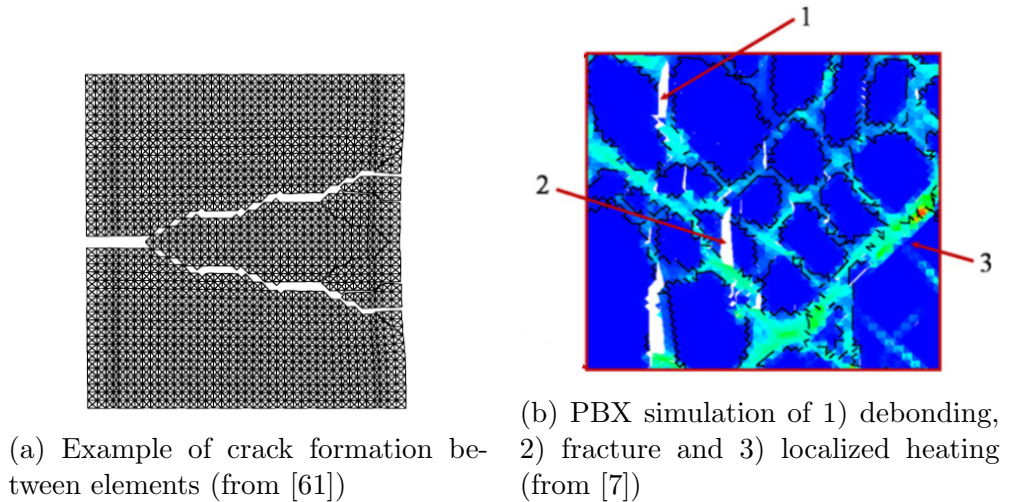 1
2
3
(a) Example of crack formation be-
tween elements (from [61])
(b) PBX simulation of 1) debonding,
2) fracture and 3) localized heating
(from [7])